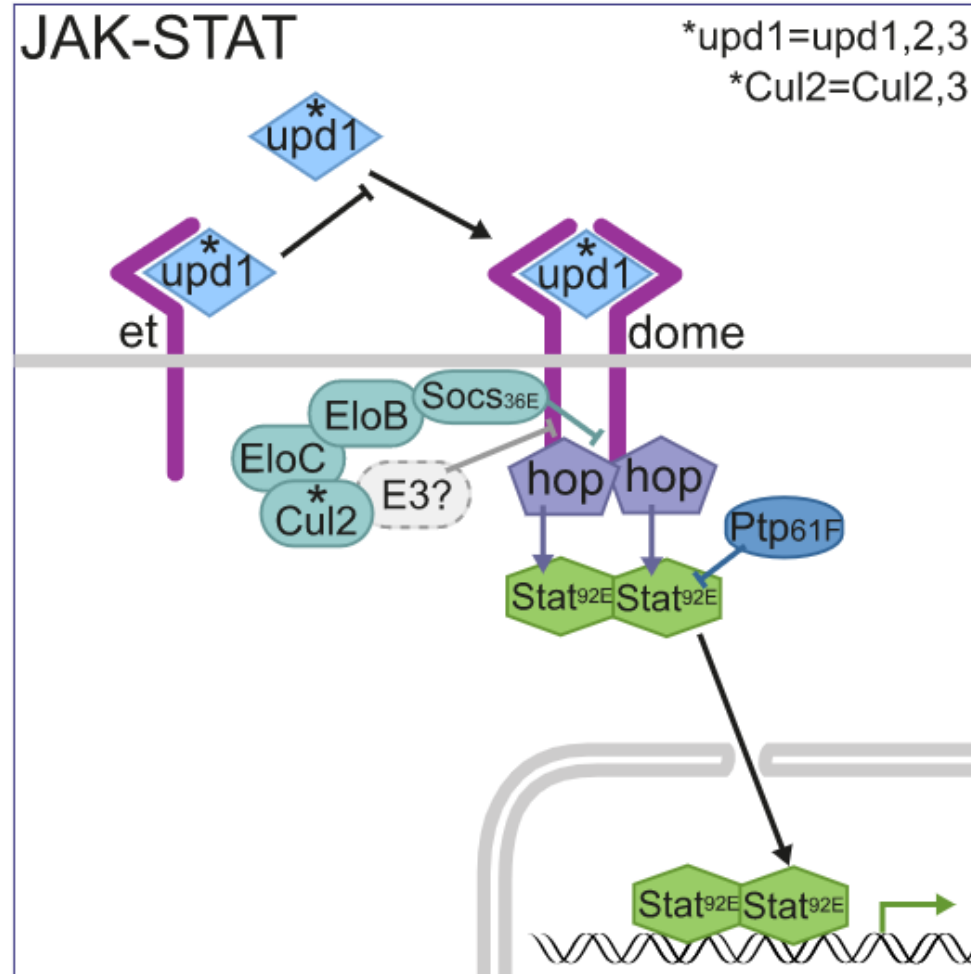 JAK-STAT
*upd1=upd1,2,3
*Cul2=Cul2,3
*
upd1
*
upd1
*
upd1
et
dome
Socs36E
EloB
EloC
*
Cul2
E3?
hop
hop
Ptp61F
Stat92E
Stat92E
Stat92E
Stat92E